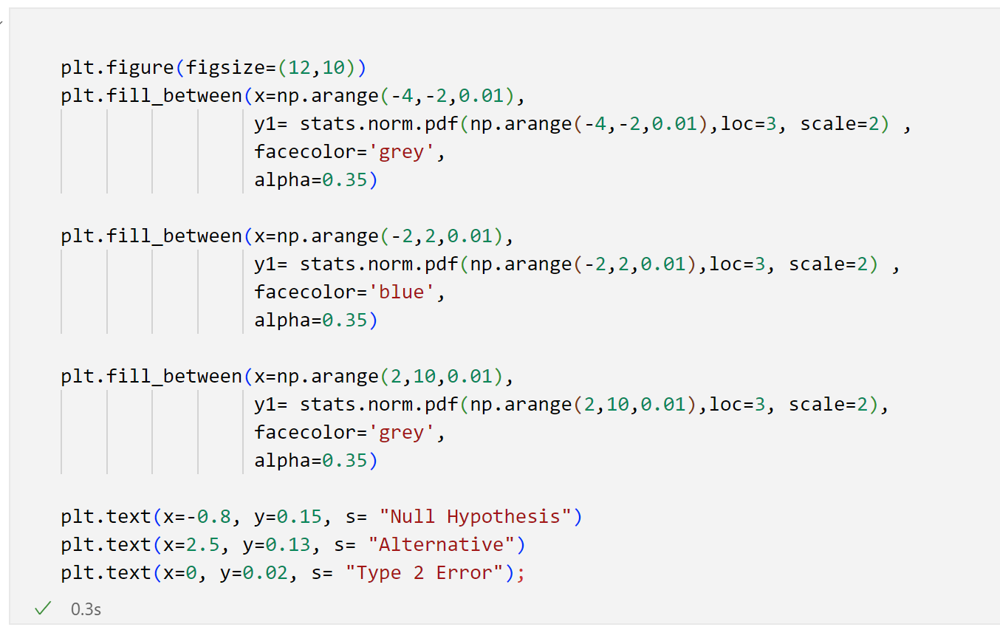 plt.figure(figsize=(12,10))
plt.fill_between(x=np.arange(-4,-2,0.01),
y1= stats.norm.pdf(np.arange(-4,-2,0.01),loc=3, scale=2) ,
facecolor='grey',
alpha=0.35)
plt.fill_between(x=np.arange(-2,2,0.01),
y1= stats.norm.pdf(np.arange(-2,2,0.01),loc=3, scale=2) ,
facecolor='blue',
alpha=0.35)
plt.fill_between(x=np.arange(2,10,0.01),
y1= stats.norm.pdf(np.arange(2,10,0.01),loc=3, scale=2),
facecolor='grey',
alpha=0.35)
plt.text(x=-0.8, y=0.15, s= "Null Hypothesis")
plt.text(x=2.5, y=0.13, s= "Alternative")
plt.text(x=0, y=0.02, s= "Type 2 Error");
0.3s